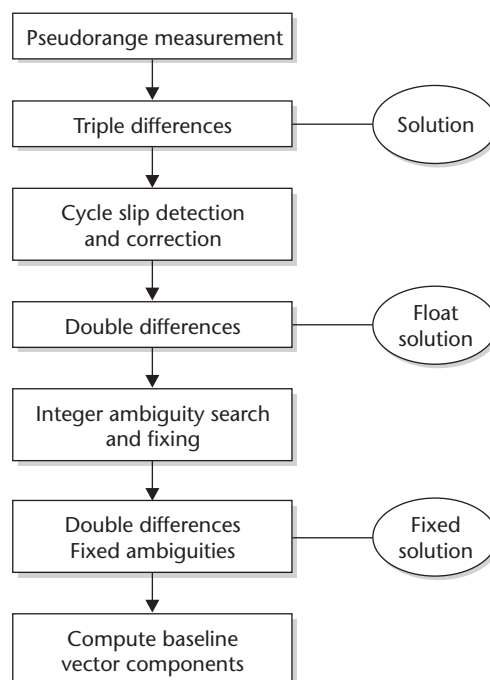 Pseudorange measurement
Triple differences
Solution
Cycle slip detection
and correction
Double differences
Float
solution
Integer ambiguity search
and fixing
Double differences
Fixed ambiguities
Fixed
solution
Compute baseline
vector components